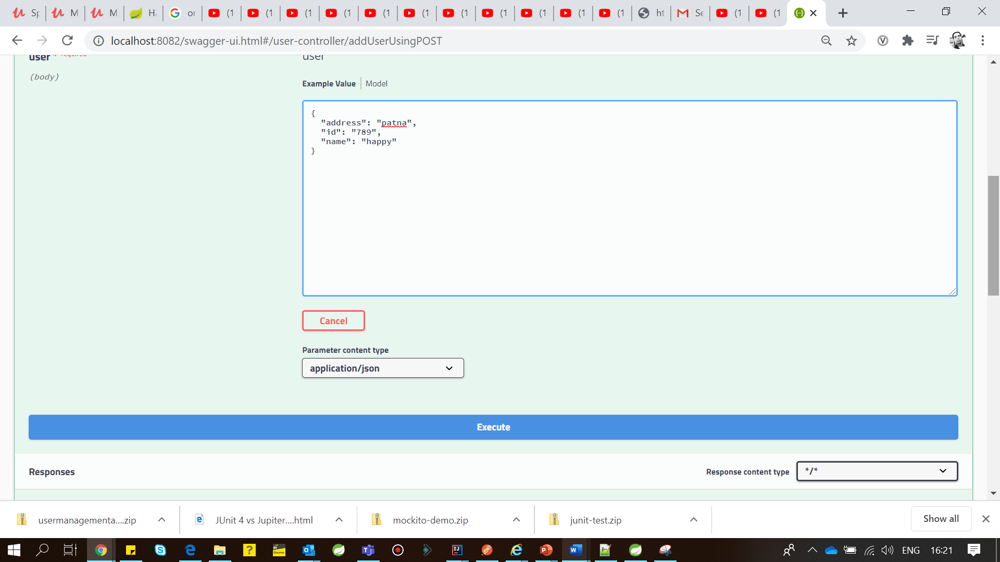 Sp
M
M
HA
or
(1
(1
(1
(1
(1
(1
(1
(1
(1
(1
(1
ht
Se
(1
(1
localhost:8082/swagger-ui.html#/user-controller/addUserUsingPOST
user * required
user
(body)
Example Value
Model
{
"address": "patna",
"id": "789",
"name": "happy"
}
Cancel
Parameter content type
application/json
Execute
Responses
Response content type
*/*
usermanagementa....zip
JUnit 4 vs Jupiter....html
mockito-demo.zip
junit-test.zip
Show all
ENG
16:21